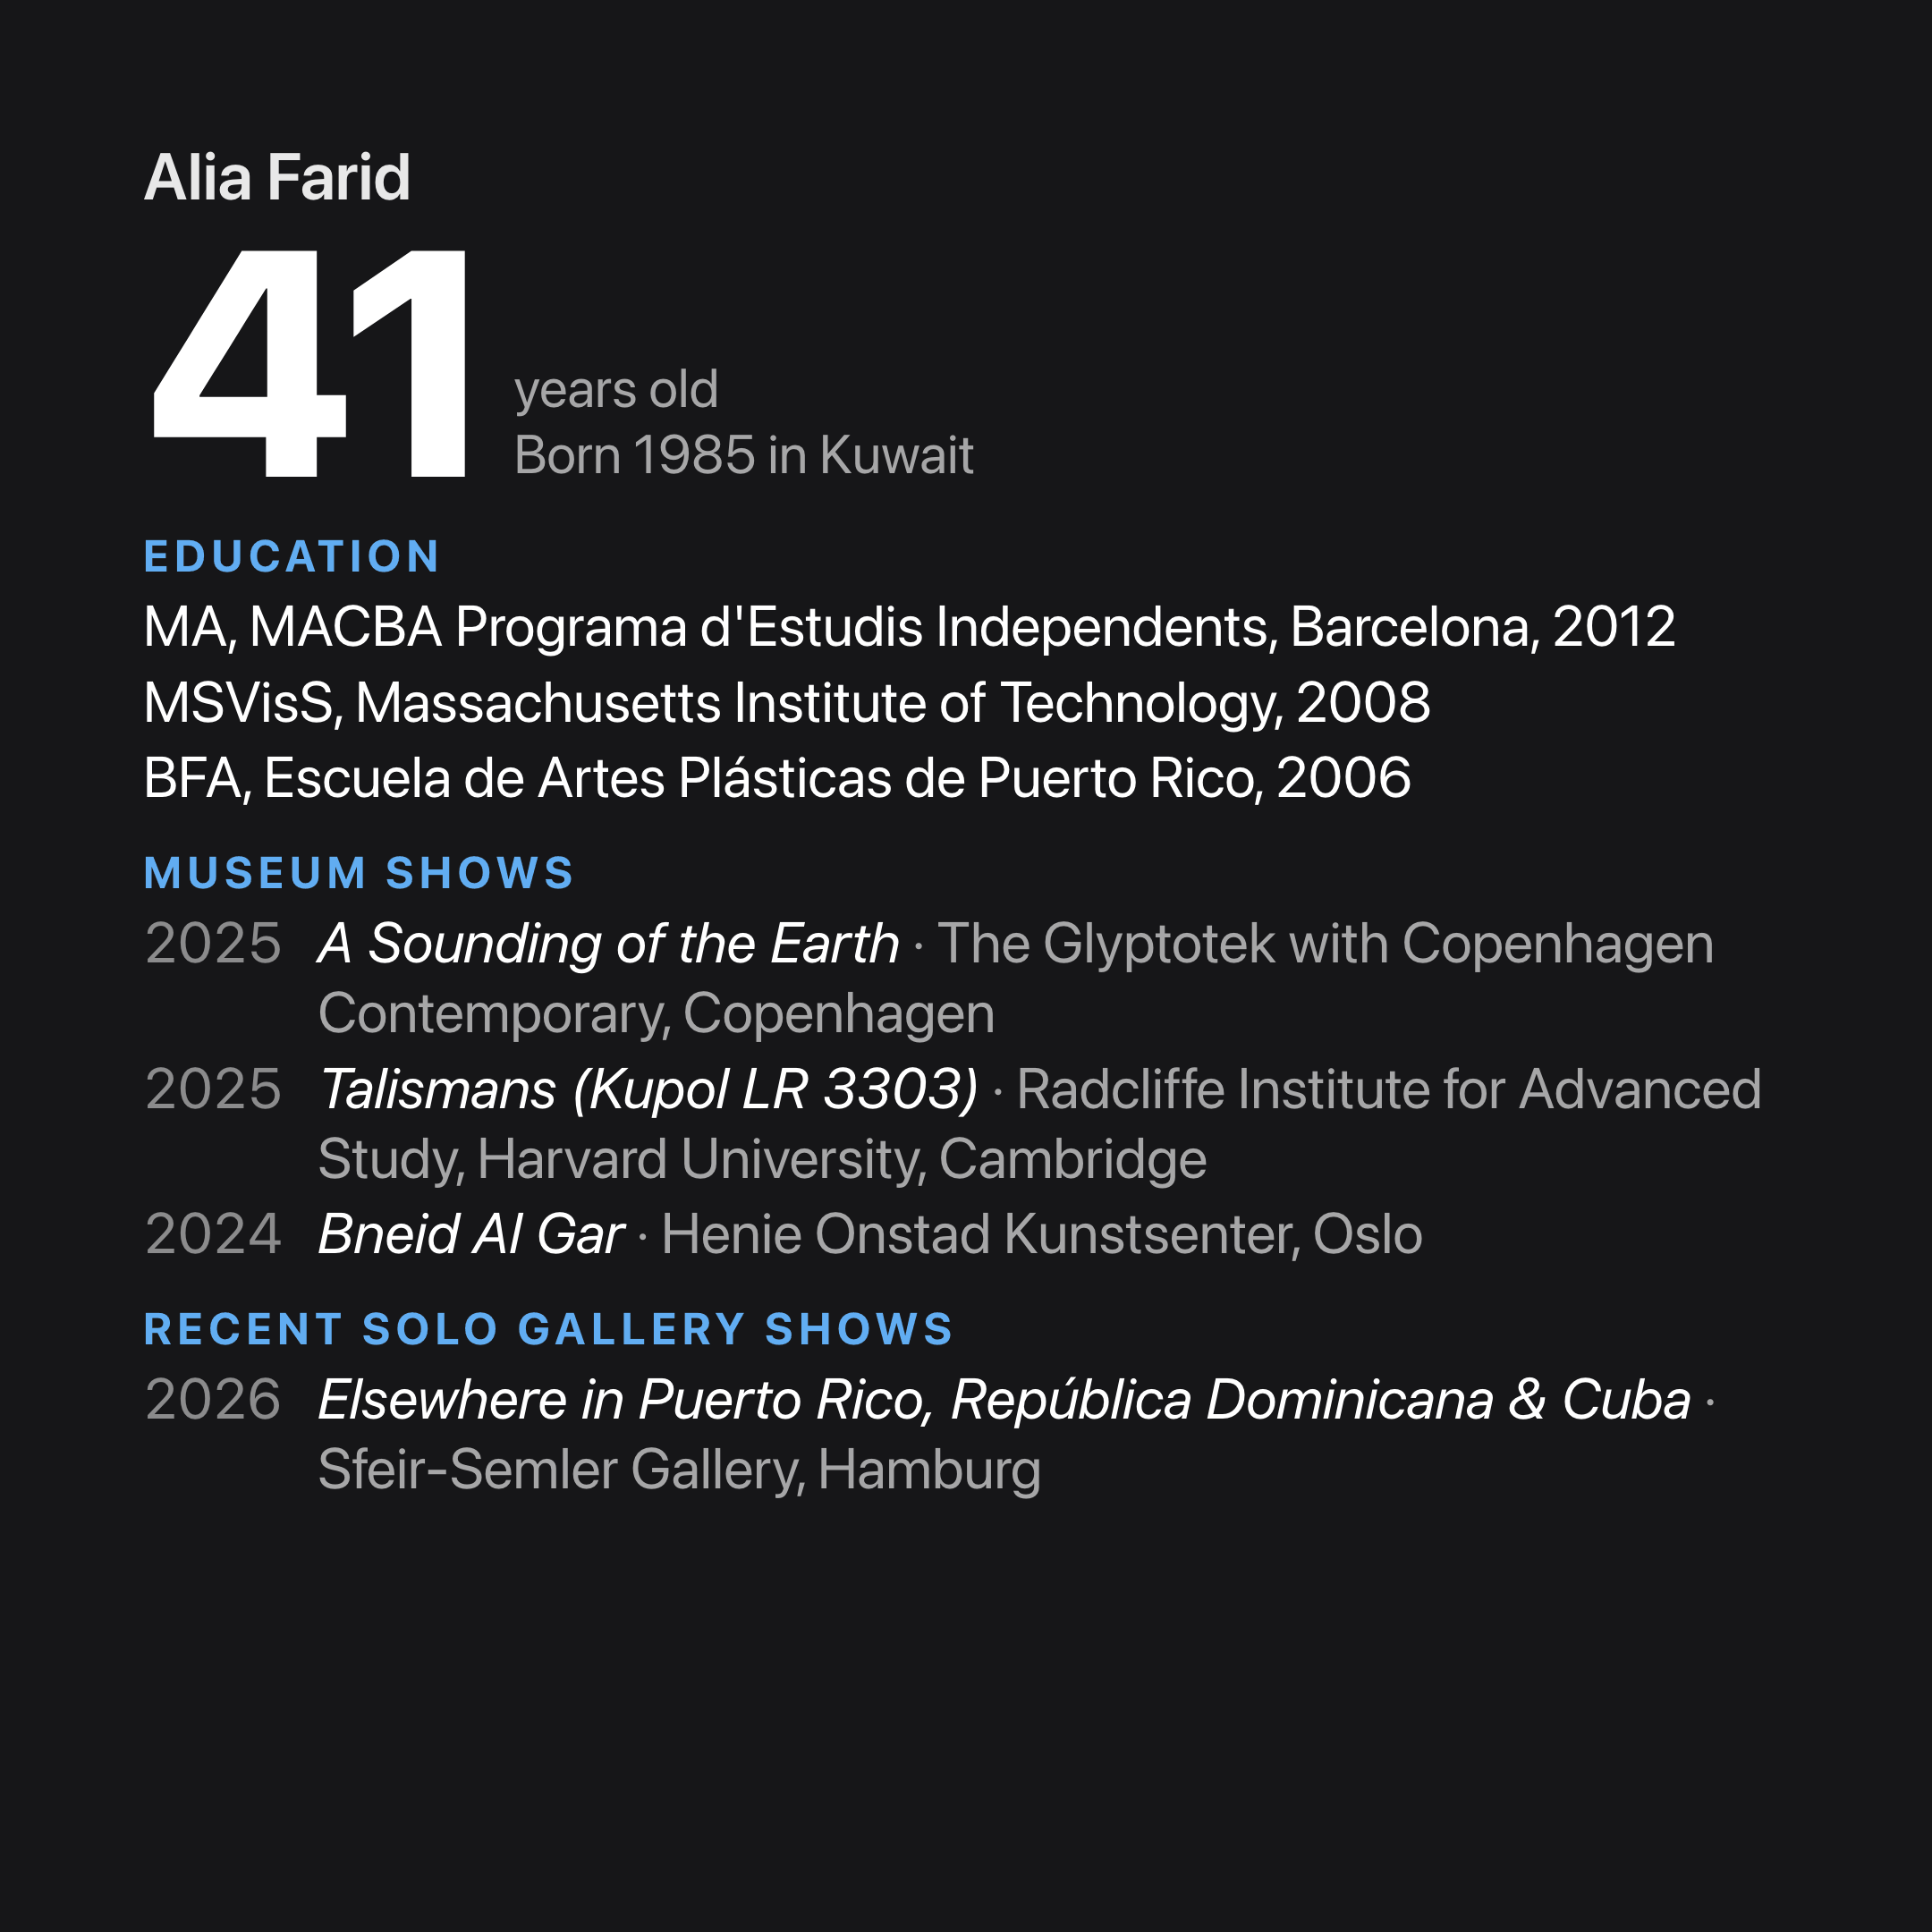 Alia Farid
41
years old
Born 1985 in Kuwait
EDUCATION
MA, MACBA Programa d'Estudis Independents, Barcelona, 2012
MSVisS, Massachusetts Institute of Technology, 2008
BFA, Escuela de Artes Plásticas de Puerto Rico, 2006
MUSEUM SHOWS
2025 A Sounding of the Earth · The Glyptotek with Copenhagen
Contemporary, Copenhagen
2025 Talismans (Kupol LR 3303) · Radcliffe Institute for Advanced
Study, Harvard University, Cambridge
2024 Bneid Al Gar · Henie Onstad Kunstsenter, Oslo
RECENT SOLO GALLERY SHOWS
2026 Elsewhere in Puerto Rico, República Dominicana & Cuba ·
Sfeir-Semler Gallery, Hamburg